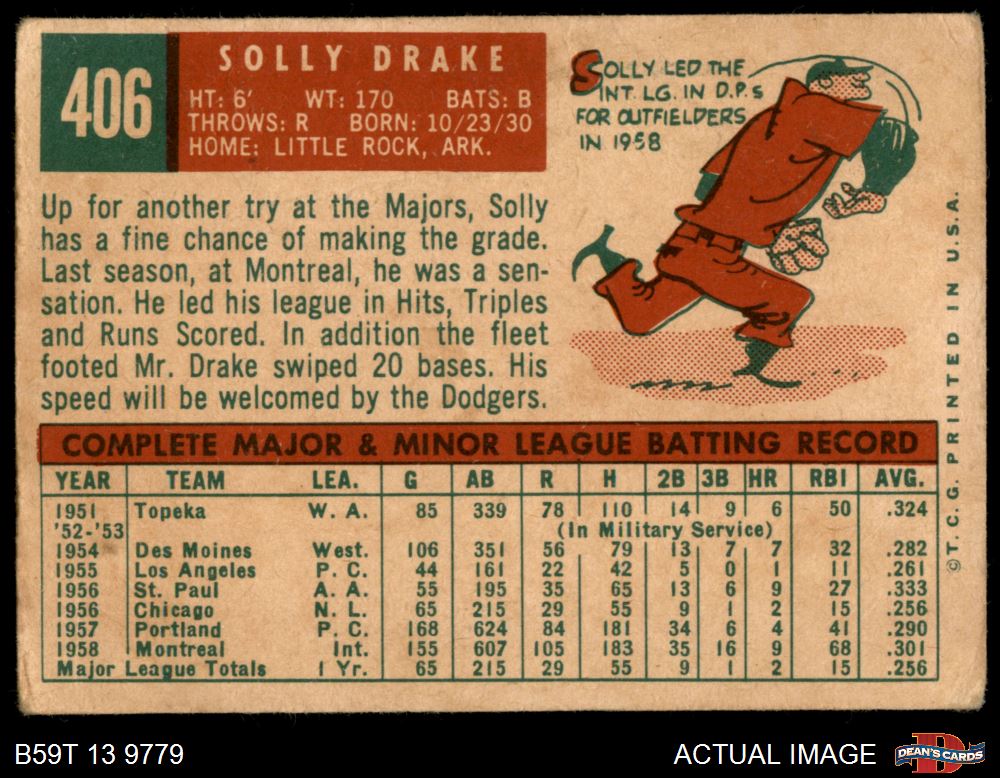 406
SOLLY DRAKE
HT: 6' WT: 170 BATS: B
THROWS: R BORN: 10/23/30
HOME: LITTLE ROCK, ARK.
SOLLY LED THE
INT. LG. IN D.P.s
FOR OUTFIELDERS
IN 1958
Up for another try at the Majors, Solly
has a fine chance of making the grade.
Last season, at Montreal, he was a sen-
sation. He led his league in Hits, Triples
and Runs Scored. In addition the fleet
footed Mr. Drake swiped 20 bases. His
speed will be welcomed by the Dodgers.
COMPLETE MAJOR & MINOR LEAGUE BATTING RECORD
YEAR TEAM LEA. G AB R H 2B 3B HR RBI AVG.
1951 Topeka W. A. 85 339 78 110 14 9 6 50 .324
'52-'53 (In Military Service)
1954 Des Moines West. 106 351 56 79 13 7 7 32 .282
1955 Los Angeles P. C. 44 161 22 42 5 0 1 11 .261
1956 St. Paul A. A. 55 195 35 65 13 6 9 27 .333
1956 Chicago N. L. 65 215 29 55 9 1 2 15 .256
1957 Portland P. C. 168 624 84 181 34 6 4 41 .290
1958 Montreal Int. 155 607 105 183 35 16 9 68 .301
Major League Totals 1 Yr. 65 215 29 55 9 1 2 15 .256
©T. C. G. PRINTED IN U.S.A.
B59T 13 9779
ACTUAL IMAGE
DEAN'S CARDS